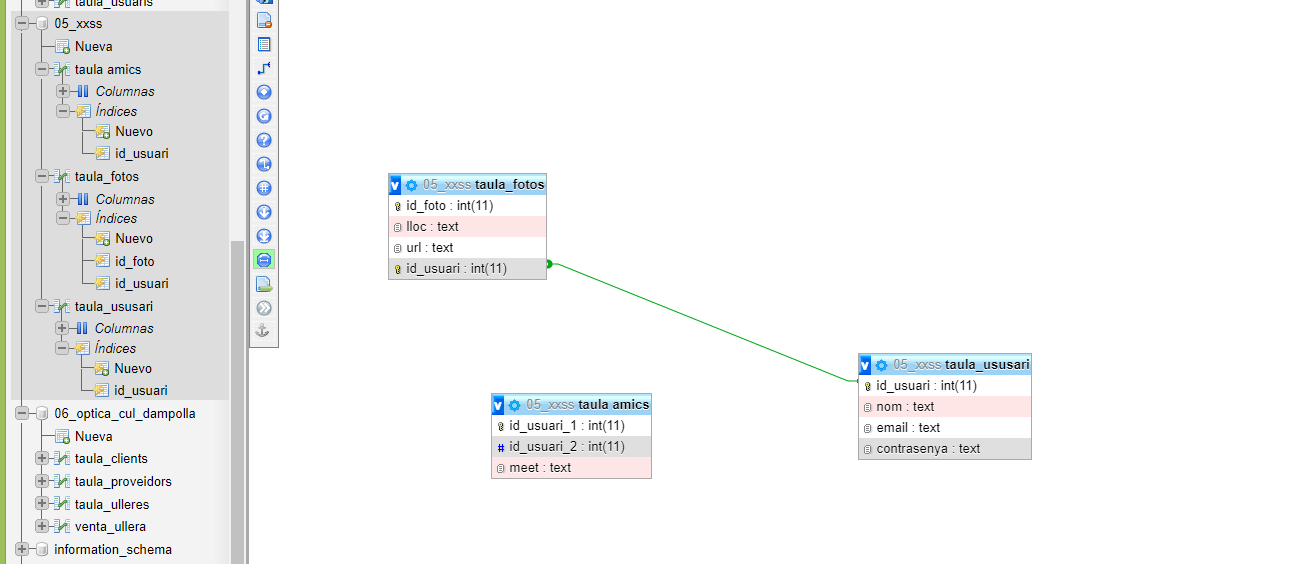 taula_usuaris
05_xxss
Nueva
taula amics
Columnas
Índices
Nuevo
id_usuari
taula_fotos
Columnas
Índices
Nuevo
id_foto
id_usuari
taula_ususari
Columnas
Índices
Nuevo
id_usuari
06_optica_cul_dampolla
Nueva
taula_clients
taula_proveidors
taula_ulleres
venta_ullera
information_schema
v 05_xxss taula_fotos
id_foto : int(11)
lloc : text
url : text
id_usuari : int(11)
v 05_xxss taula amics
id_usuari_1 : int(11)
# id_usuari_2 : int(11)
meet : text
v 05_xxss taula_ususari
id_usuari : int(11)
nom : text
email : text
contrasenya : text